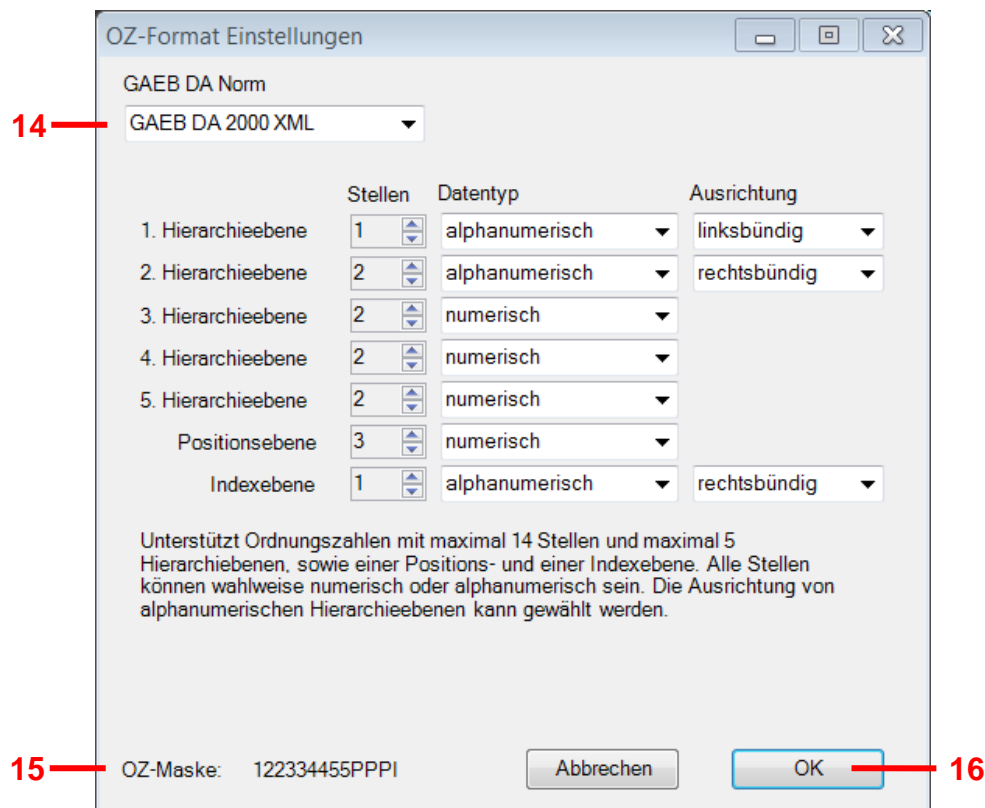 OZ-Format Einstellungen
GAEB DA Norm
14 GAEB DA 2000 XML
Stellen Datentyp Ausrichtung
1. Hierarchieebene 1 alphanumerisch linksbündig
2. Hierarchieebene 2 alphanumerisch rechtsbündig
3. Hierarchieebene 2 numerisch
4. Hierarchieebene 2 numerisch
5. Hierarchieebene 2 numerisch
Positionsebene 3 numerisch
Indexebene 1 alphanumerisch rechtsbündig
Unterstützt Ordnungszahlen mit maximal 14 Stellen und maximal 5
Hierarchiebenen, sowie einer Positions- und einer Indexebene. Alle Stellen
können wahlweise numerisch oder alphanumerisch sein. Die Ausrichtung von
alphanumerischen Hierarchieebenen kann gewählt werden.
15 OZ-Maske: 122334455PPPI Abbrechen OK 16